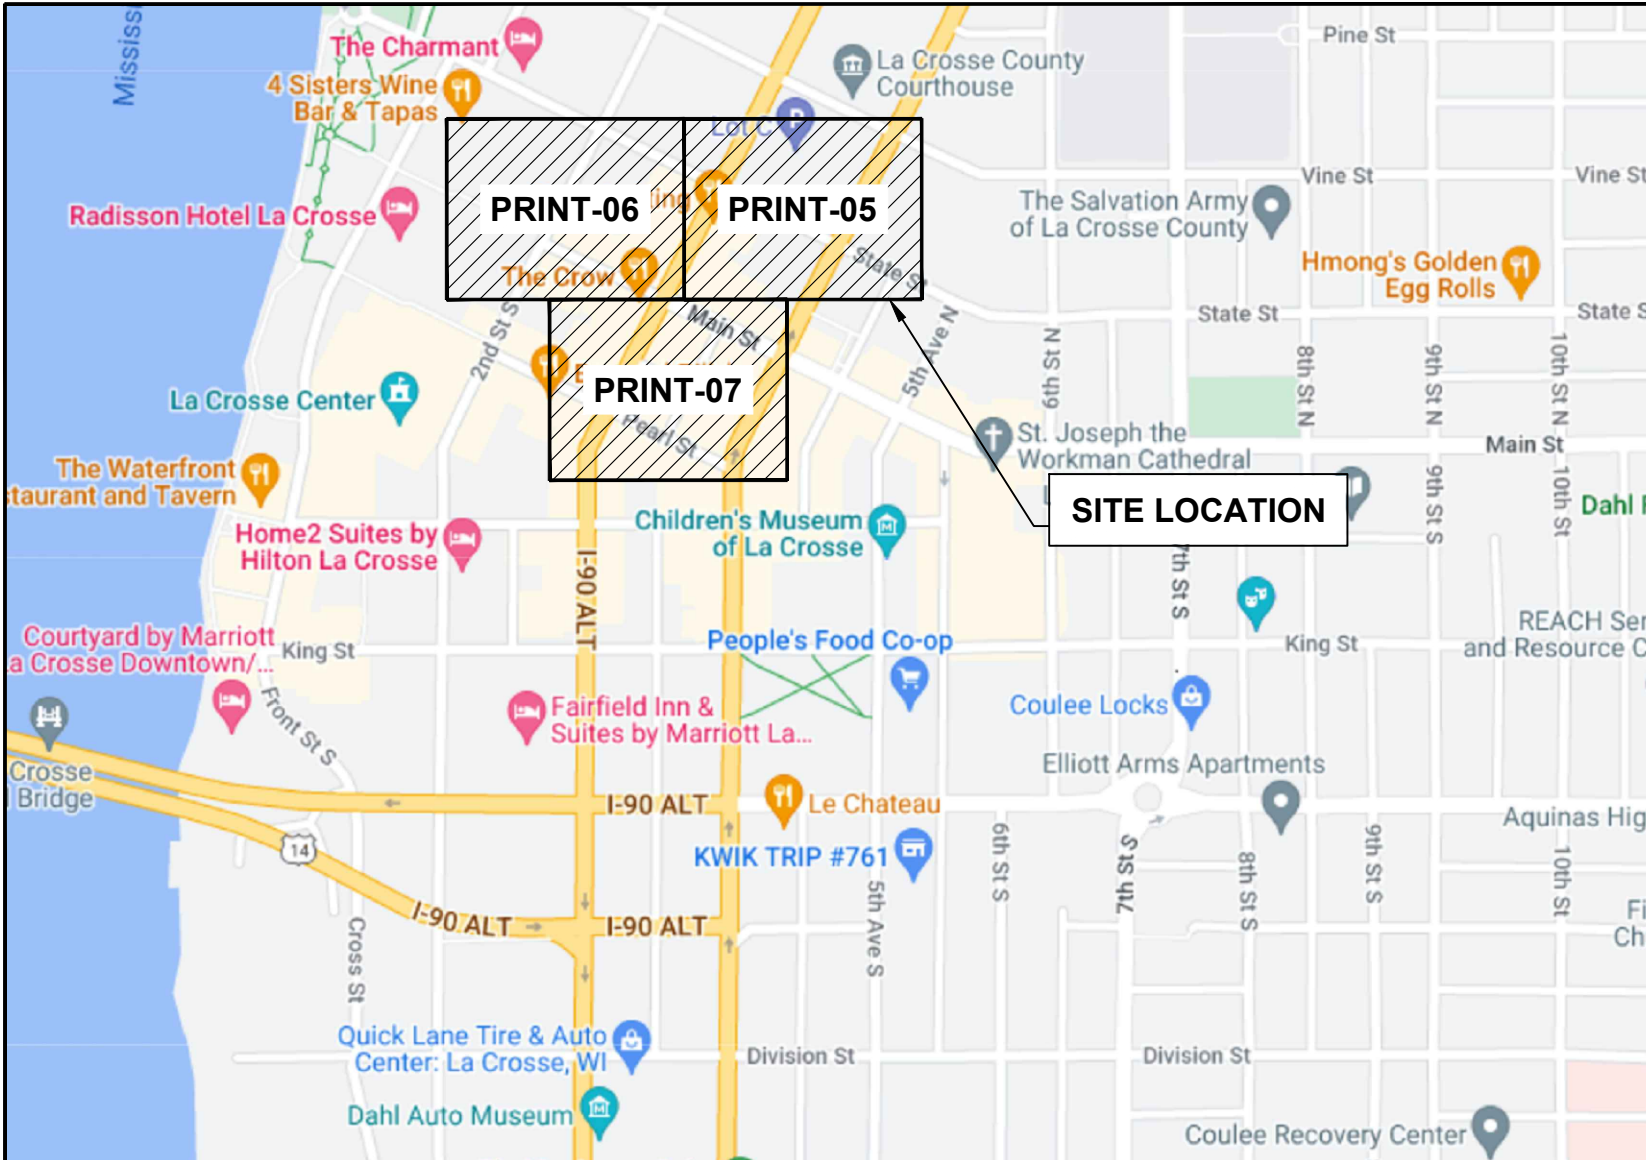 Mississi
The Charmant
4 Sisters Wine
Bar & Tapas
La Crosse County
Courthouse
Pine St
Lot C
Vine St
Vine St
Radisson Hotel La Crosse
PRINT-06
PRINT-05
The Salvation Army
of La Crosse County
The Crow
State St
Hmong's Golden
Egg Rolls
State St
State S
Main St
2nd St S
5th Ave N
6th St N
8th St N
9th St N
10th St N
La Crosse Center
PRINT-07
Pearl St
St. Joseph the
Workman Cathedral
Main St
The Waterfront
staurant and Tavern
SITE LOCATION
9th St S
10th St
Dahl
Home2 Suites by
Hilton La Crosse
Children's Museum
of La Crosse
I-90 ALT
7th St S
Courtyard by Marriott
La Crosse Downtown/...
King St
People's Food Co-op
King St
REACH Ser
and Resource C
Front St S
Fairfield Inn &
Suites by Marriott La...
Coulee Locks
Crosse
Bridge
Elliott Arms Apartments
I-90 ALT
Le Chateau
Aquinas Hig
14
KWIK TRIP #761
6th St S
7th St S
8th St S
9th St S
10th St
5th Ave S
I-90 ALT
I-90 ALT
Fi
Ch
Cross St
Quick Lane Tire & Auto
Center: La Crosse, WI
Division St
Division St
Dahl Auto Museum
Coulee Recovery Center